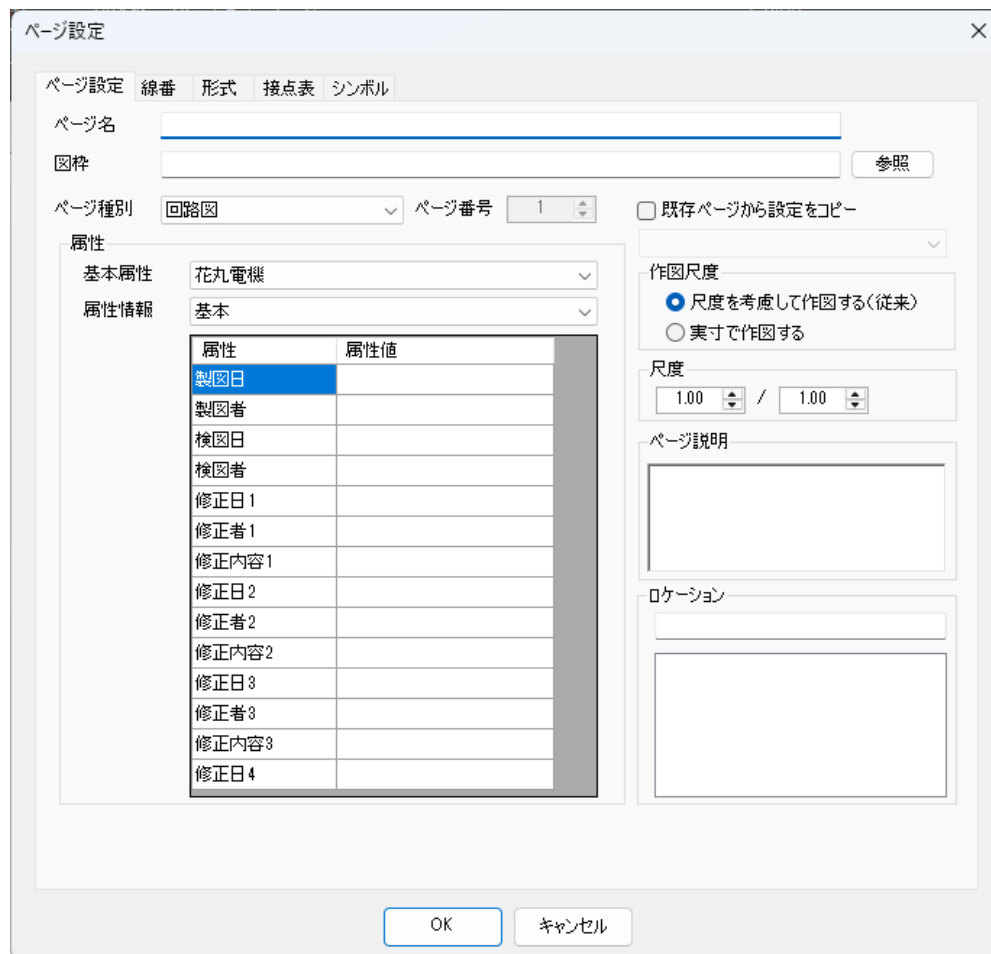 ページ設定
ページ設定 線番 形式 接点表 シンボル
ページ名
図枠 参照
ページ種別 回路図 ページ番号 1 既存ページから設定をコピー
属性
基本属性 花丸電機
属性情報 基本
属性 属性値
製図日
製図者
検図日
検図者
修正日1
修正者1
修正内容1
修正日2
修正者2
修正内容2
修正日3
修正者3
修正内容3
修正日4
作図尺度
尺度を考慮して作図する(従来)
実寸で作図する
尺度
1.00 / 1.00
ページ説明
ロケーション
OK キャンセル